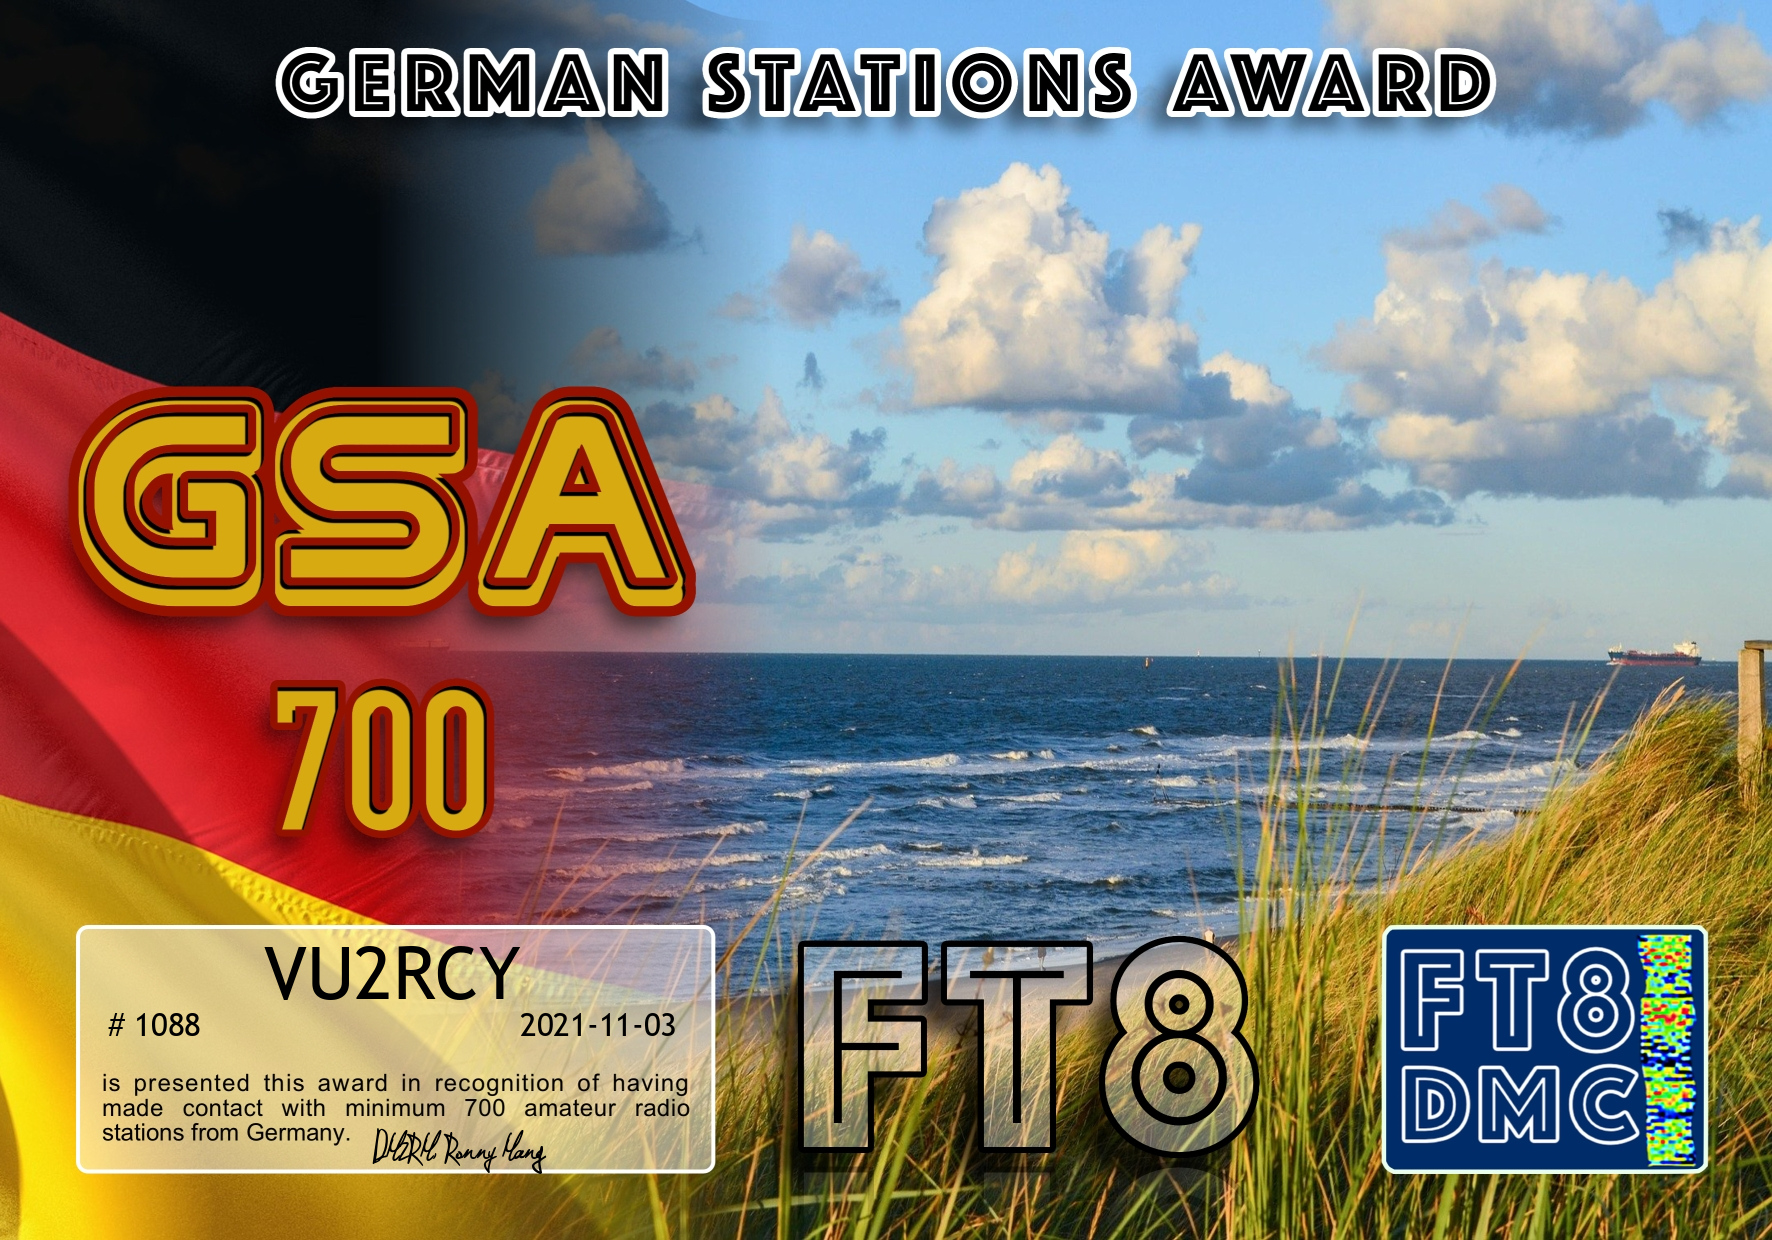 GERMAN STATIONS AWARD
GSA
700
VU2RCY
# 1088 2021-11-03
is presented this award in recognition of having
made contact with minimum 700 amateur radio
stations from Germany.
FT8
FT8
DMC